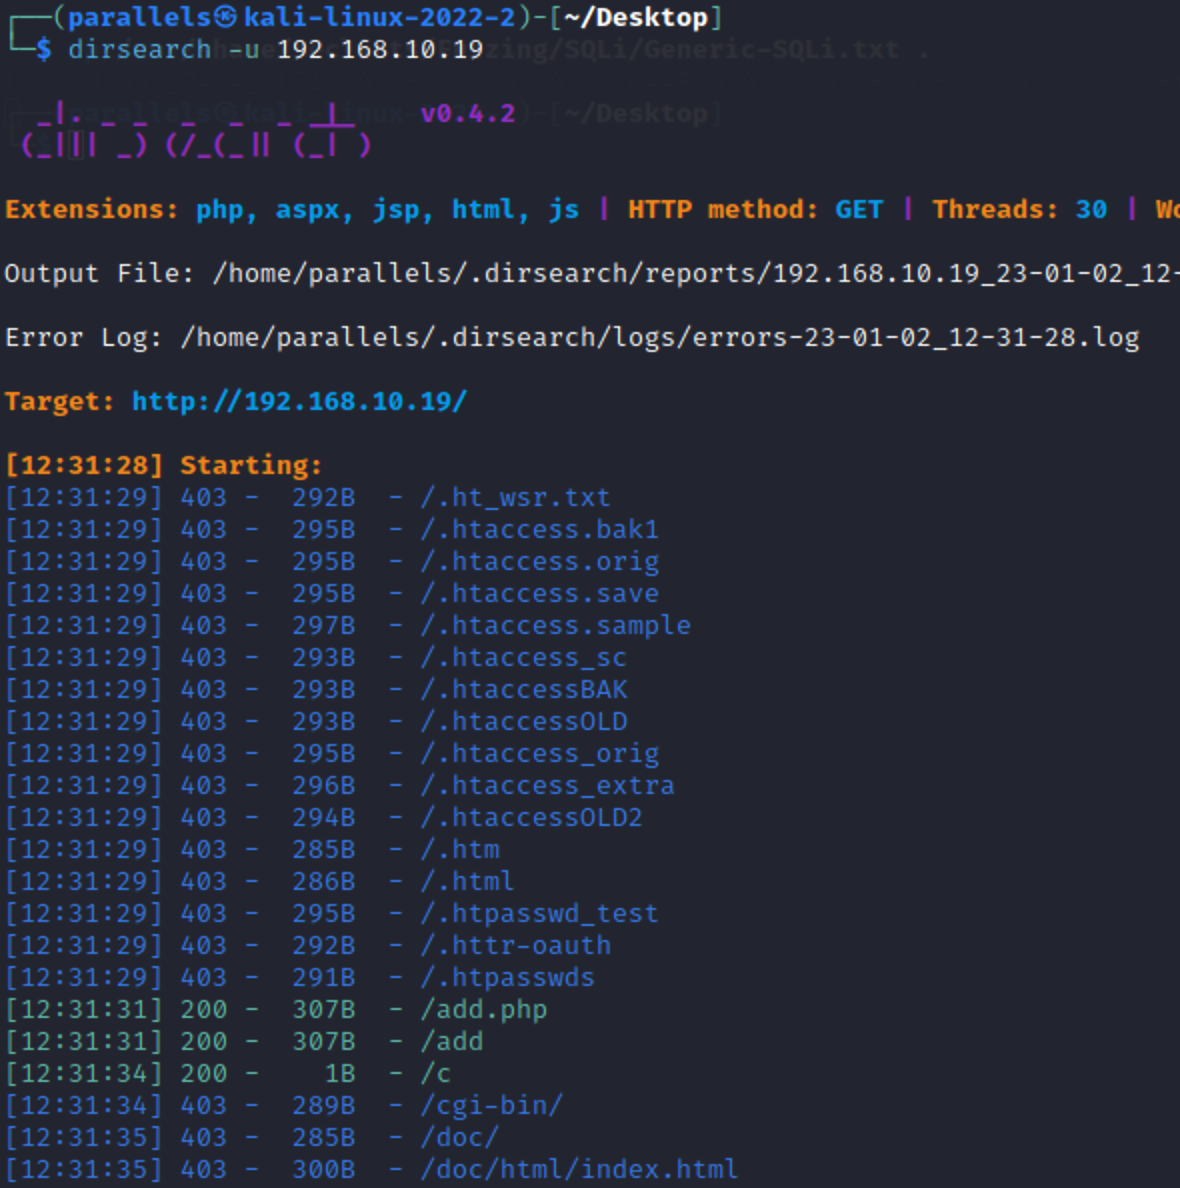 ┌──(parallels㉿kali-linux-2022-2)-[~/Desktop]
└─$ dirsearch -u 192.168.10.19
_|. _ _ _ _ _ _|_ v0.4.2
(_||| _) (/_(_|| (_| )
Extensions: php, aspx, jsp, html, js | HTTP method: GET | Threads: 30 | Wo
Output File: /home/parallels/.dirsearch/reports/192.168.10.19_23-01-02_12-
Error Log: /home/parallels/.dirsearch/logs/errors-23-01-02_12-31-28.log
Target: http://192.168.10.19/
[12:31:28] Starting:
[12:31:29] 403 - 292B - /.ht_wsr.txt
[12:31:29] 403 - 295B - /.htaccess.bak1
[12:31:29] 403 - 295B - /.htaccess.orig
[12:31:29] 403 - 295B - /.htaccess.save
[12:31:29] 403 - 297B - /.htaccess.sample
[12:31:29] 403 - 293B - /.htaccess_sc
[12:31:29] 403 - 293B - /.htaccessBAK
[12:31:29] 403 - 293B - /.htaccessOLD
[12:31:29] 403 - 295B - /.htaccess_orig
[12:31:29] 403 - 296B - /.htaccess_extra
[12:31:29] 403 - 294B - /.htaccessOLD2
[12:31:29] 403 - 285B - /.htm
[12:31:29] 403 - 286B - /.html
[12:31:29] 403 - 295B - /.htpasswd_test
[12:31:29] 403 - 292B - /.httr-oauth
[12:31:29] 403 - 291B - /.htpasswds
[12:31:31] 200 - 307B - /add.php
[12:31:31] 200 - 307B - /add
[12:31:34] 200 - 1B - /c
[12:31:34] 403 - 289B - /cgi-bin/
[12:31:35] 403 - 285B - /doc/
[12:31:35] 403 - 300B - /doc/html/index.html